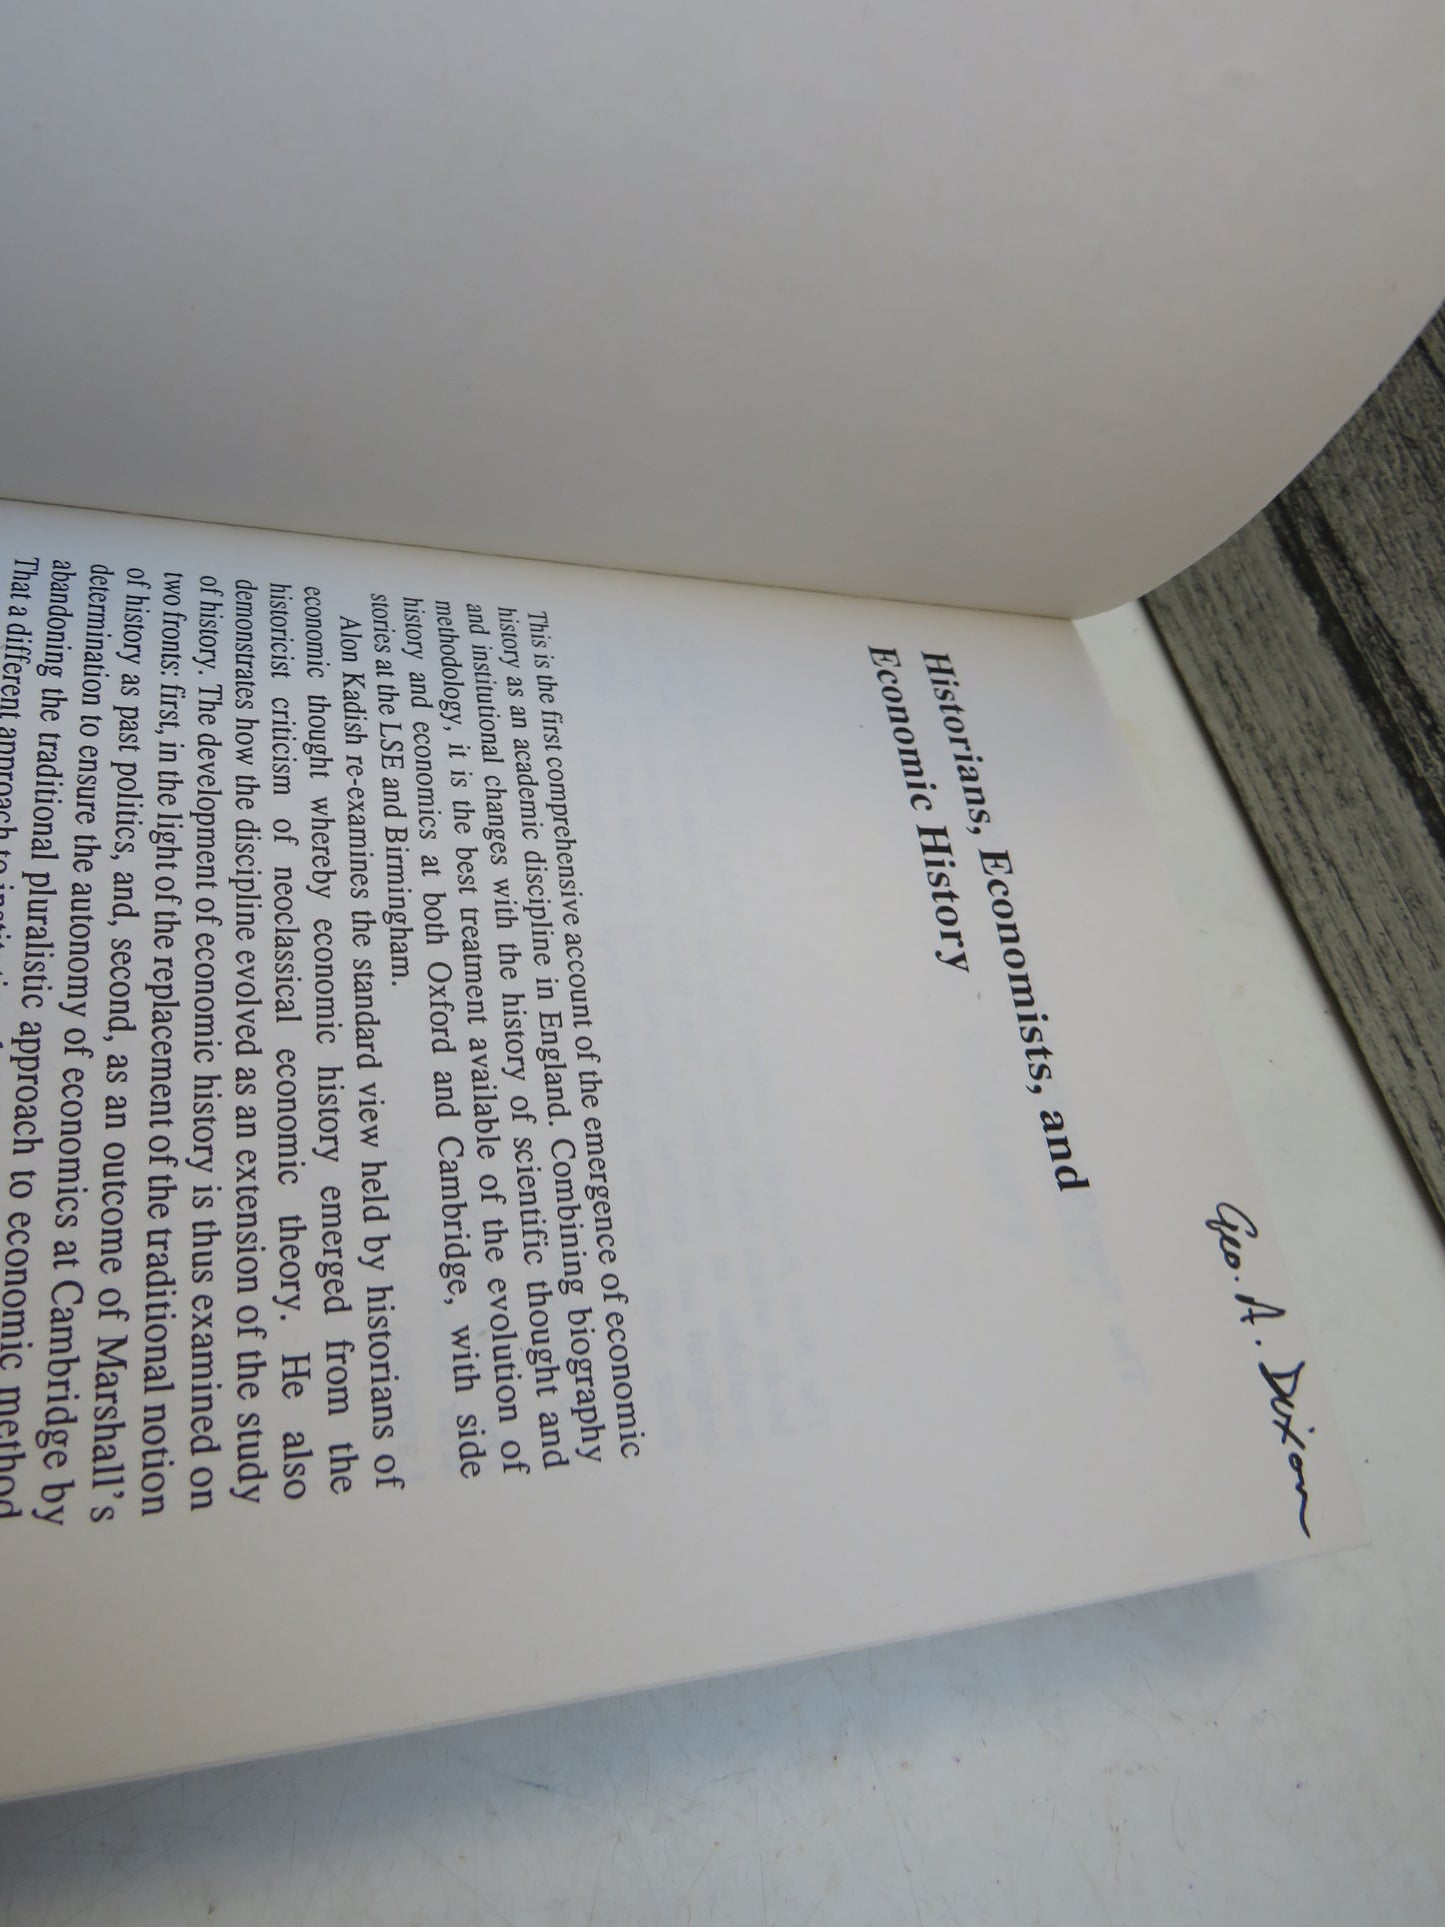 Geo. A. Dixon
Historians, Economists, and
Economic History
This is the first comprehensive account of the emergence of economic
history as an academic discipline in England. Combining biography
and institutional changes with the history of scientific thought and
methodology, it is the best treatment available of the evolution of
history and economics at both Oxford and Cambridge, with side
stories at the LSE and Birmingham.
Alon Kadish re-examines the standard view held by historians of
economic thought whereby economic history emerged from the
historicist criticism of neoclassical economic theory. He also
demonstrates how the discipline evolved as an extension of the study
of history. The development of economic history is thus examined on
two fronts: first, in the light of the replacement of the traditional notion
of history as past politics, and, second, as an outcome of Marshall's
determination to ensure the autonomy of economics at Cambridge by
abandoning the traditional pluralistic approach to economic method
That a different approach to